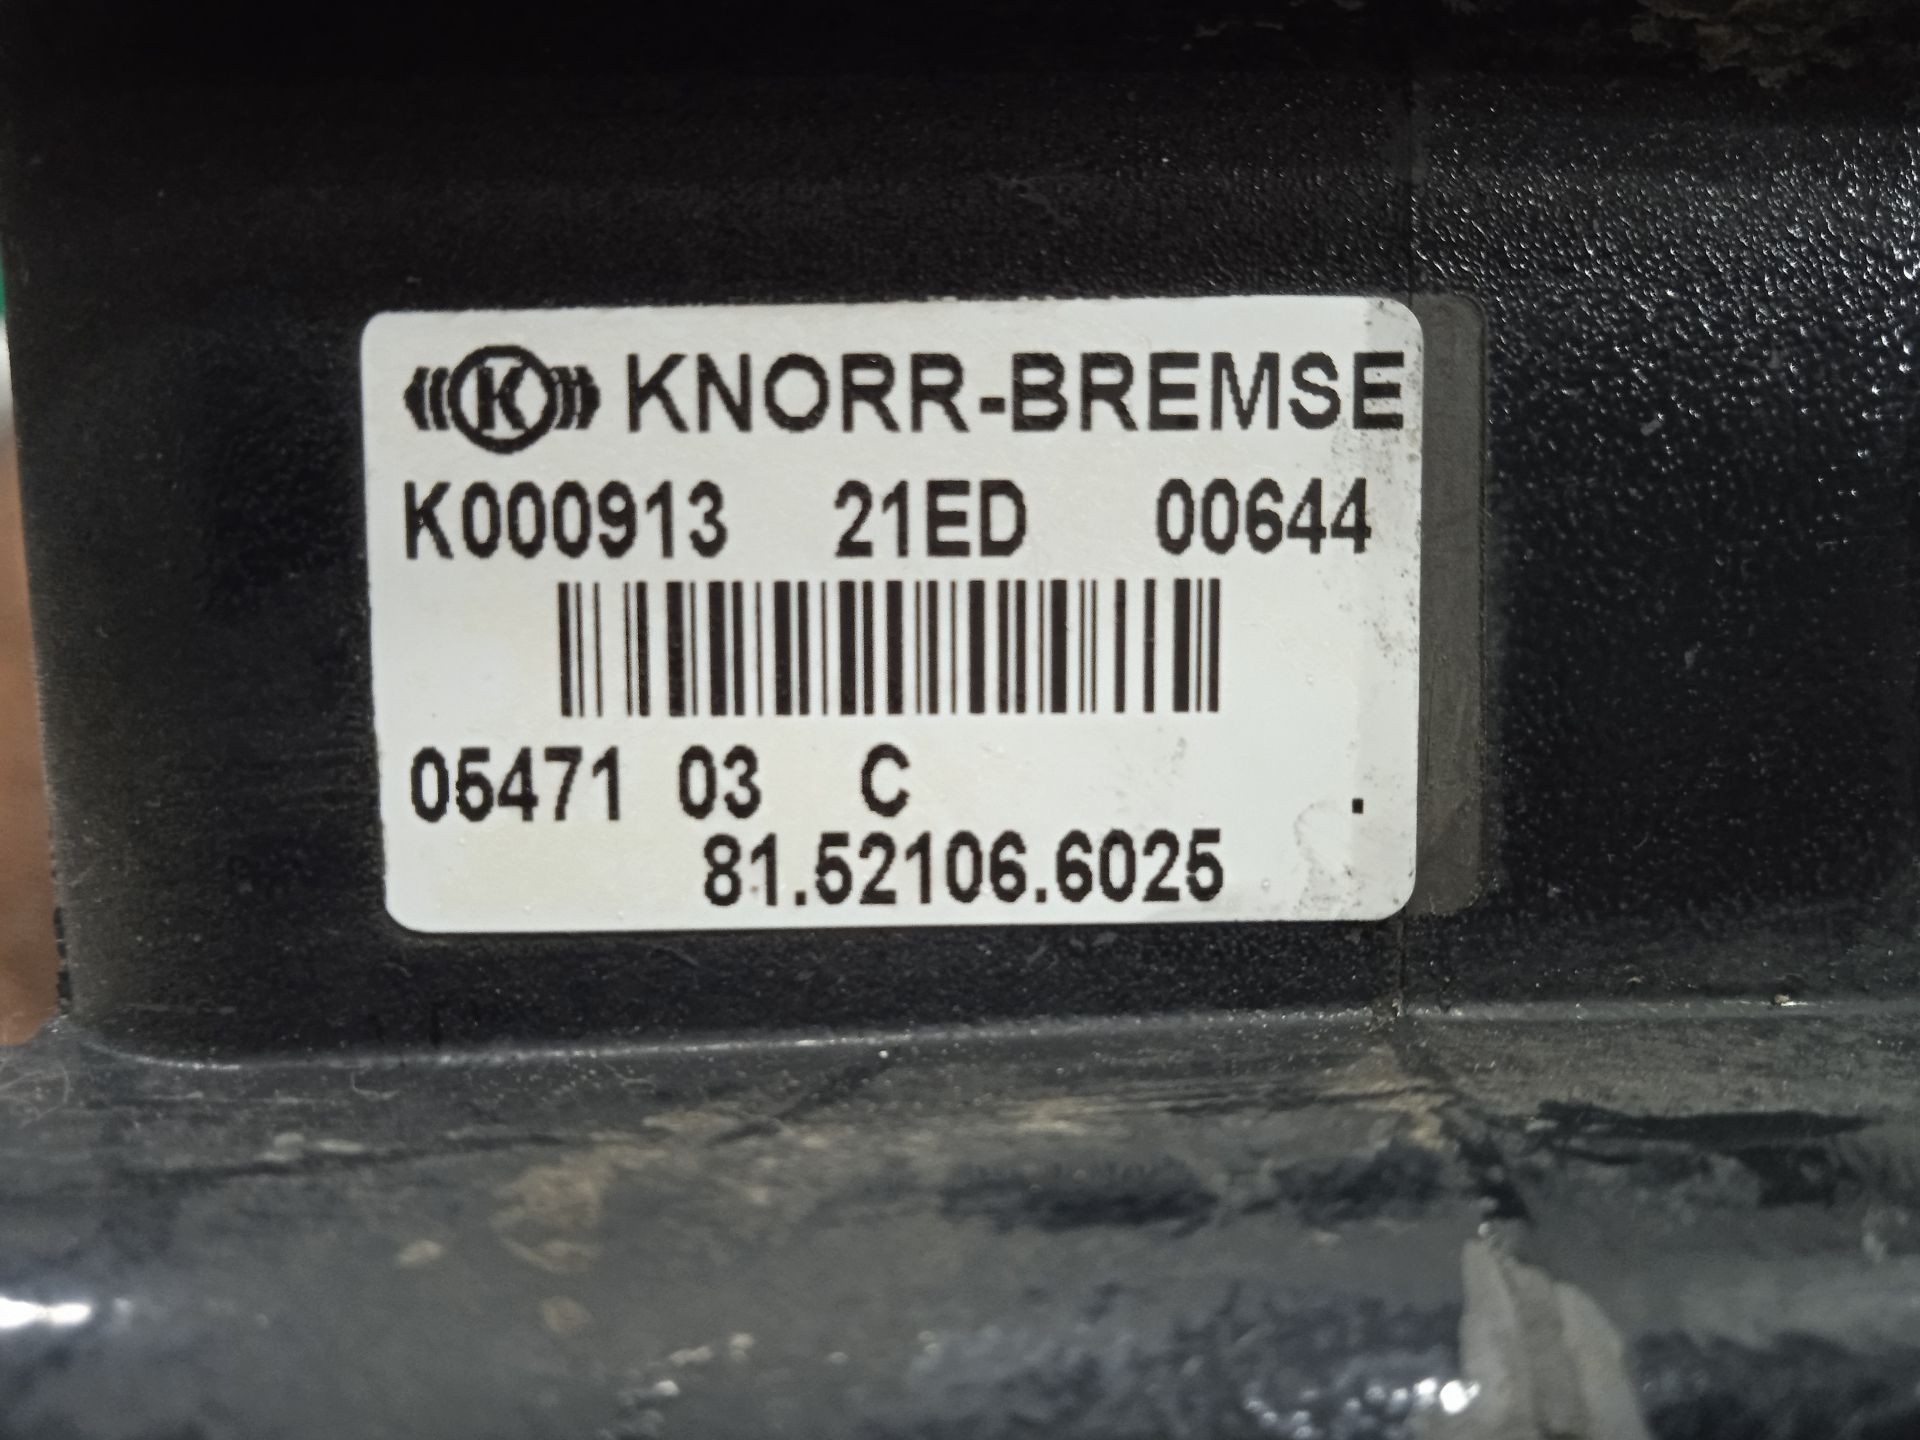 K KNORR-BREMSE
K000913 21ED 00644
05471 03 C .
81.52106.6025